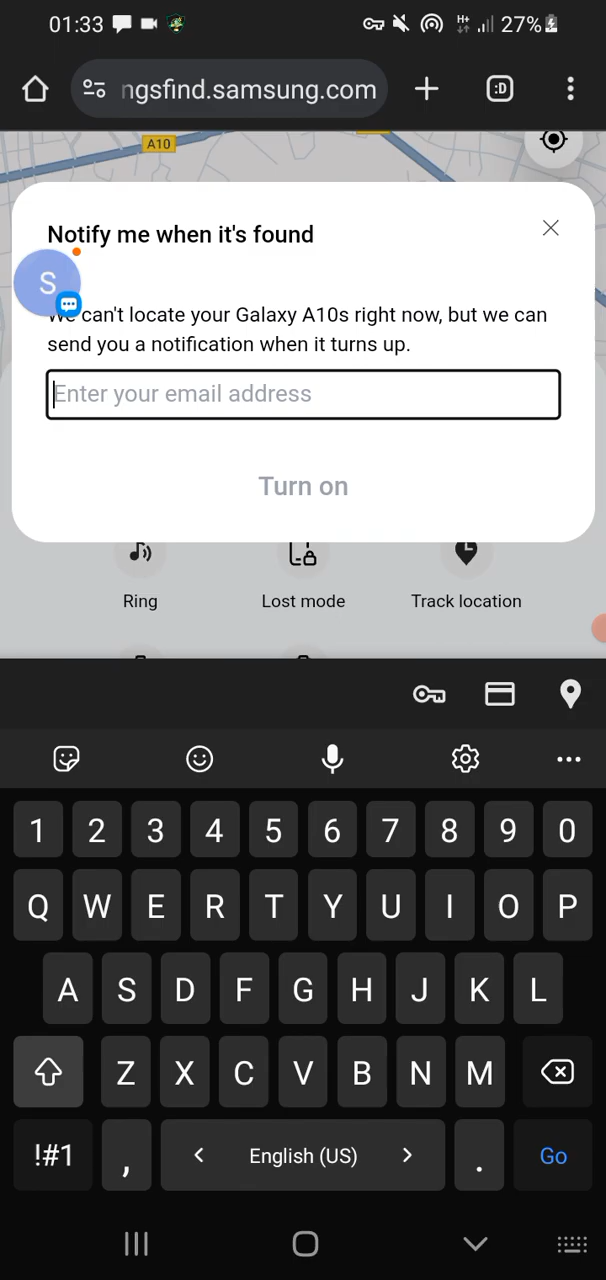 01:33
H+
27%
ngsfind.samsung.com
:D
A10
Notify me when it's found
S
We can't locate your Galaxy A10s right now, but we can
send you a notification when it turns up.
Enter your email address
Turn on
Ring
Lost mode
Track location
1 2 3 4 5 6 7 8 9 0
Q W E R T Y U I O P
A S D F G H J K L
Z X C V B N M
!#1 , < English (US) > . Go